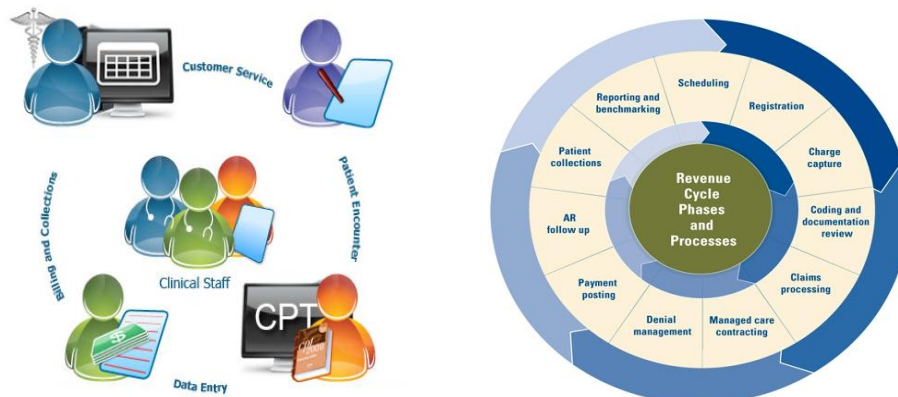 Customer Service
Patient Encounter
Billing and Collections
Clinical Staff
CPT
Data Entry
Revenue
Cycle
Phases
and
Processes
Scheduling
Registration
Charge
capture
Coding and
documentation
review
Claims
processing
Managed care
contracting
Denial
management
Payment
posting
AR
follow up
Patient
collections
Reporting and
benchmarking